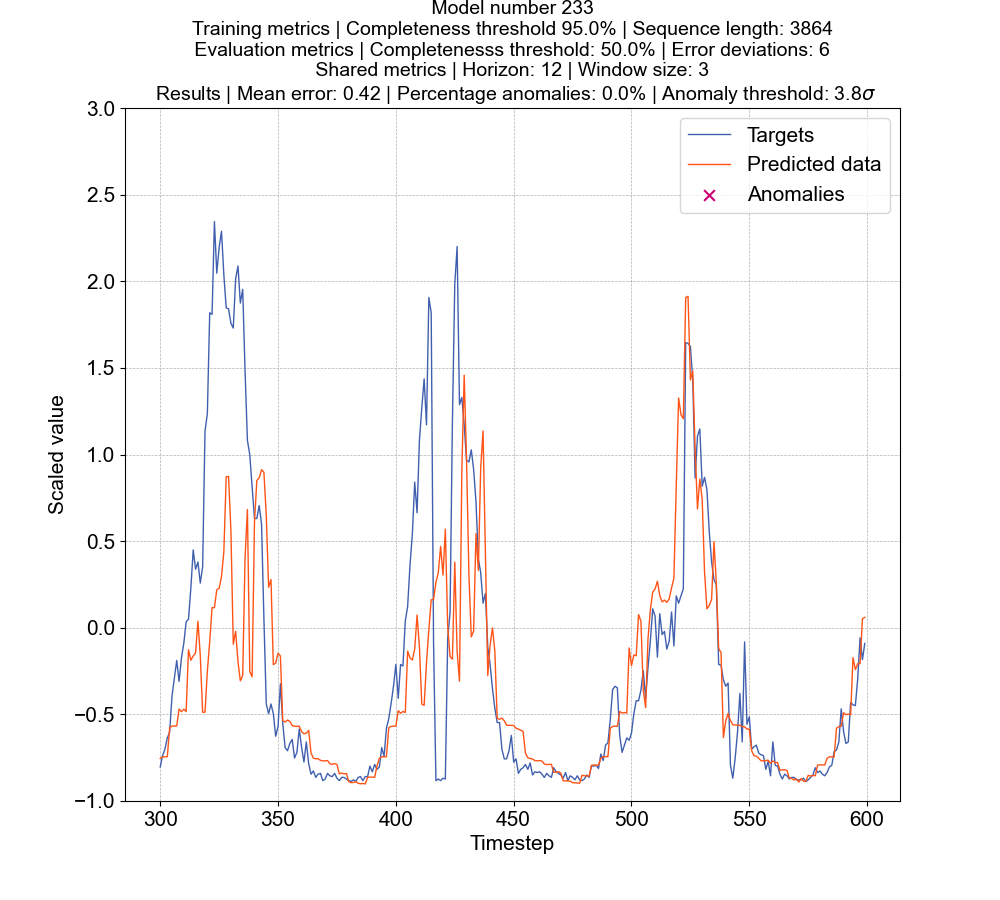 Model number 233
Training metrics | Completeness threshold 95.0% | Sequence length: 3864
Evaluation metrics | Completenesss threshold: 50.0% | Error deviations: 6
Shared metrics | Horizon: 12 | Window size: 3
Results | Mean error: 0.42 | Percentage anomalies: 0.0% | Anomaly threshold: 3.8σ
3.0
2.5
2.0
1.5
1.0
0.5
0.0
−0.5
−1.0
Scaled value
Targets
Predicted data
Anomalies
300 350 400 450 500 550 600
Timestep